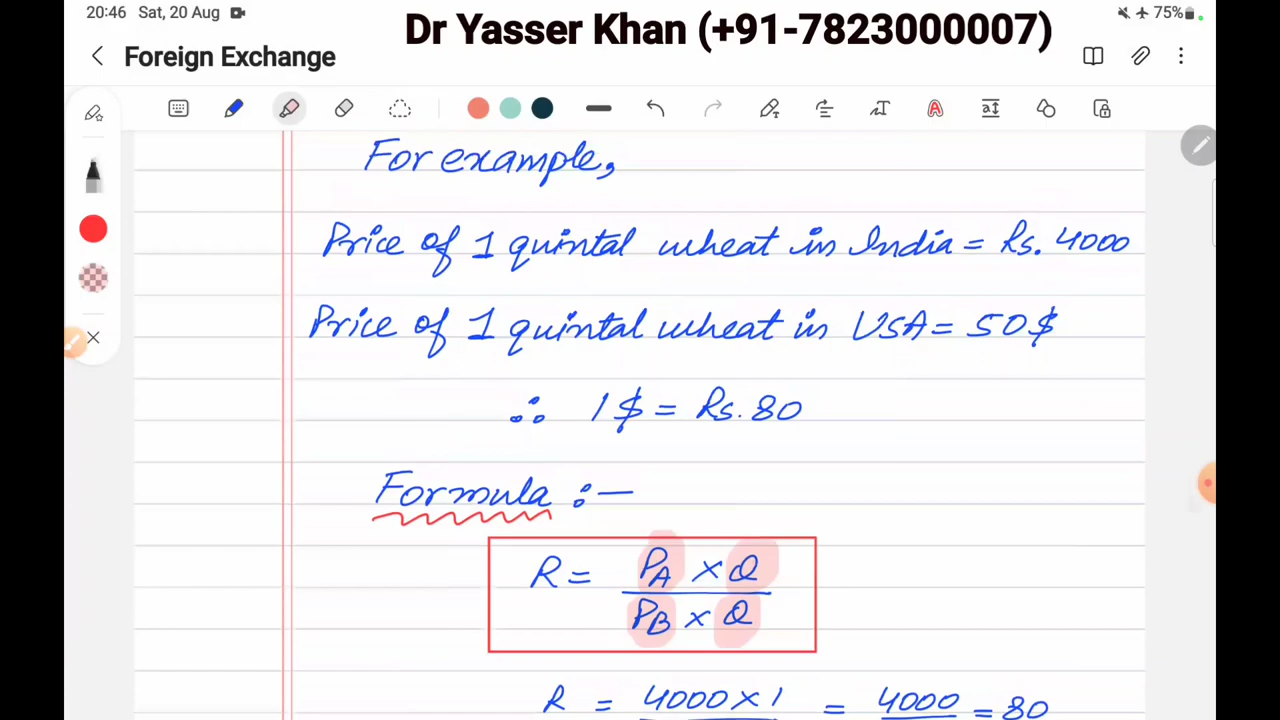 20:46 Sat, 20 Aug
75%
Dr Yasser Khan (+91-7823000007)
Foreign Exchange
For example,
Price of 1 quintal wheat in India = Rs. 4000
Price of 1 quintal wheat in USA = 50$
∴ 1$ = Rs. 80
Formula :—
R = PA × Q
PB × Q
R = 4000 × 1 = 4000 = 80